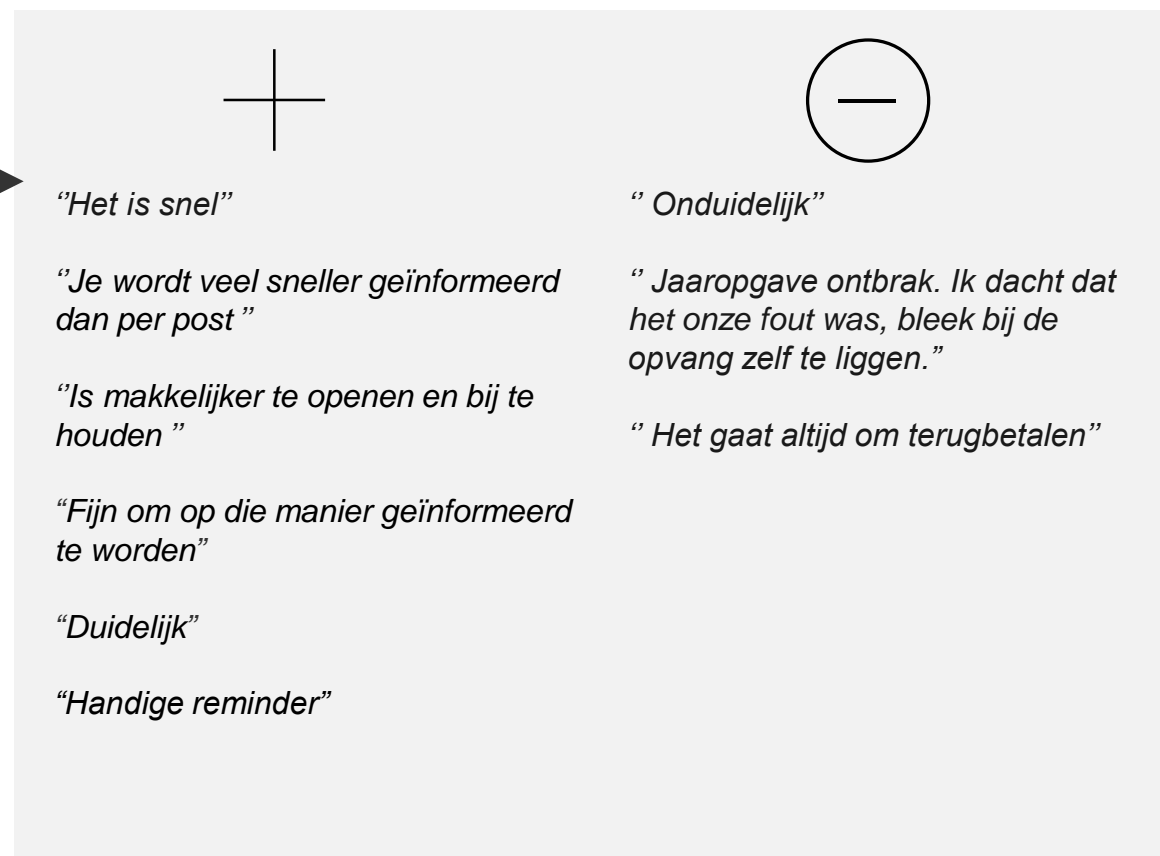 ‘’Het is snel’’
‘’Je wordt veel sneller geïnformeerd
dan per post ’’
‘’Is makkelijker te openen en bij te
houden ’’
“Fijn om op die manier geïnformeerd
te worden”
“Duidelijk”
“Handige reminder”
‘’ Onduidelijk’’
‘’ Jaaropgave ontbrak. Ik dacht dat
het onze fout was, bleek bij de
opvang zelf te liggen.”
‘’ Het gaat altijd om terugbetalen’’